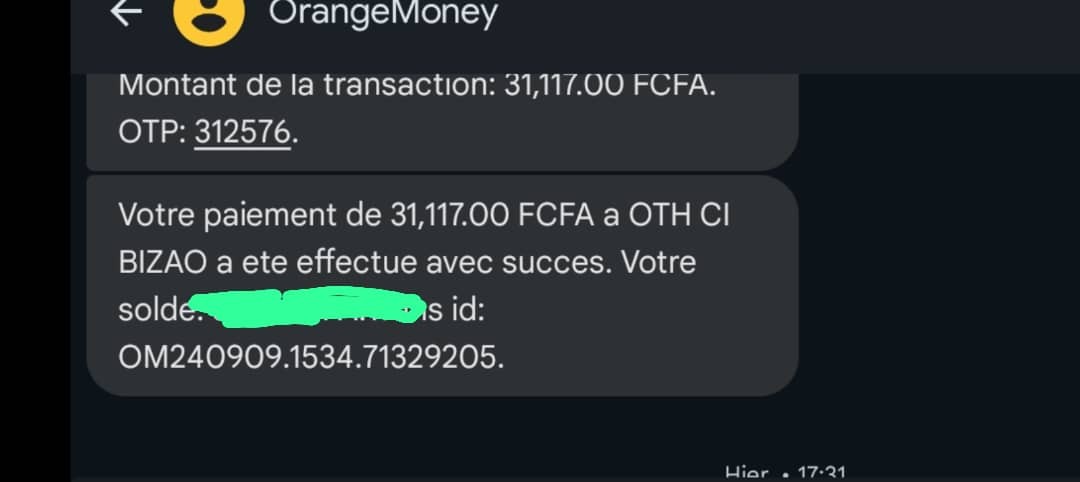 OrangeMoney
Montant de la transaction: 31,117.00 FCFA.
OTP: 312576.
Votre paiement de 31,117.00 FCFA a OTH CI
BIZAO a ete effectue avec succes. Votre
solde: s id:
OM240909.1534.71329205.
Hier • 17:31